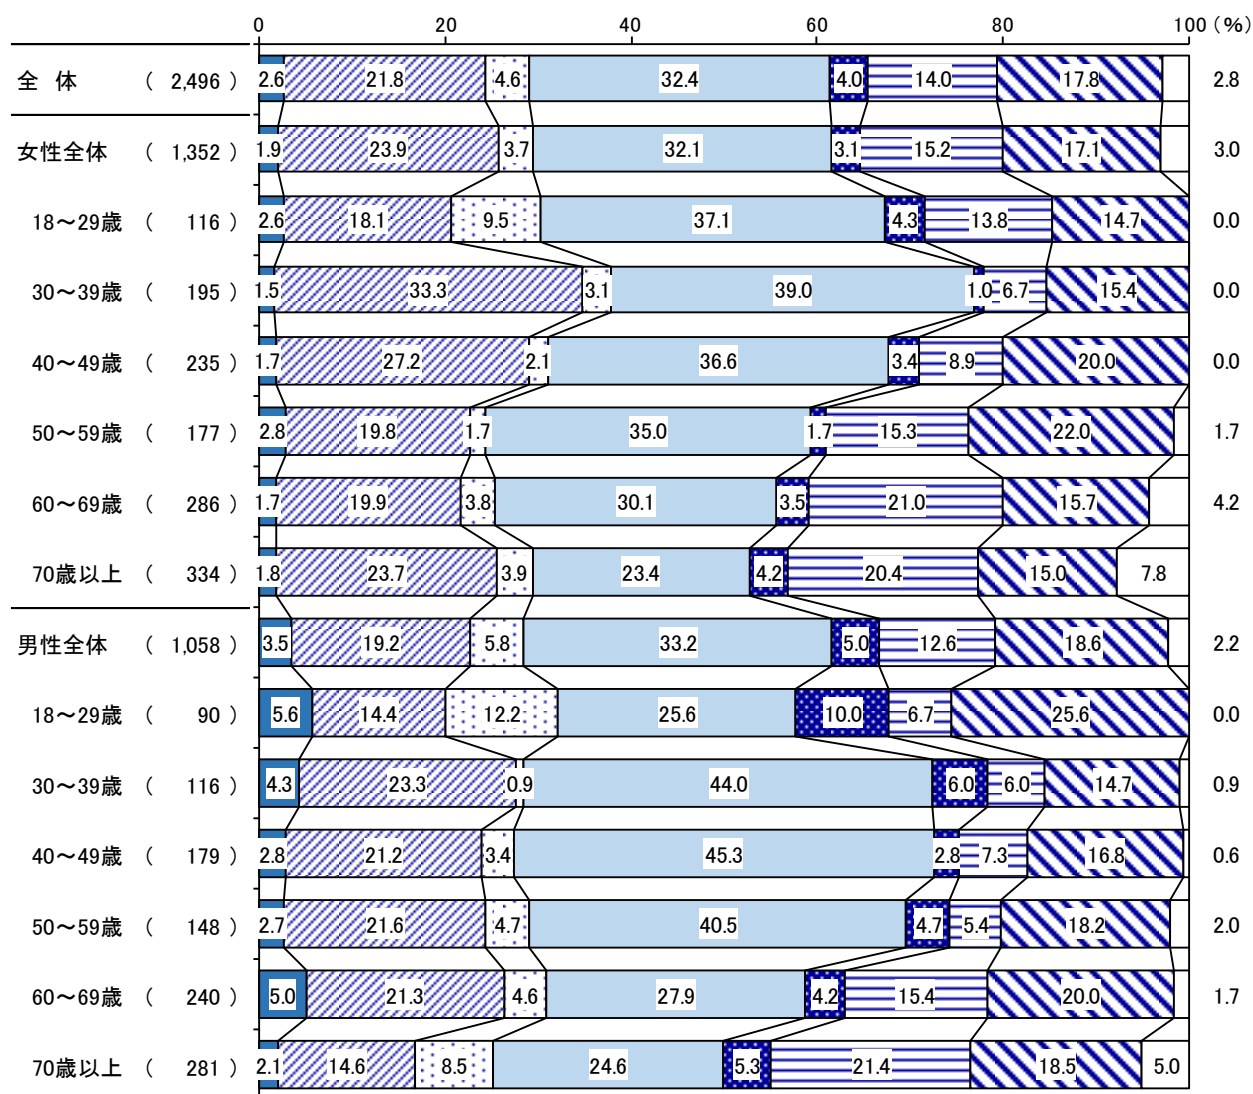 0 20 40 60 80 100 (%)
全 体 ( 2,496 ) 2.6 21.8 4.6 32.4 4.0 14.0 17.8 2.8
女性全体 ( 1,352 ) 1.9 23.9 3.7 32.1 3.1 15.2 17.1 3.0
18～29歳 ( 116 ) 2.6 18.1 9.5 37.1 4.3 13.8 14.7 0.0
30～39歳 ( 195 ) 1.5 33.3 3.1 39.0 1.0 6.7 15.4 0.0
40～49歳 ( 235 ) 1.7 27.2 2.1 36.6 3.4 8.9 20.0 0.0
50～59歳 ( 177 ) 2.8 19.8 1.7 35.0 1.7 15.3 22.0 1.7
60～69歳 ( 286 ) 1.7 19.9 3.8 30.1 3.5 21.0 15.7 4.2
70歳以上 ( 334 ) 1.8 23.7 3.9 23.4 4.2 20.4 15.0 7.8
男性全体 ( 1,058 ) 3.5 19.2 5.8 33.2 5.0 12.6 18.6 2.2
18～29歳 ( 90 ) 5.6 14.4 12.2 25.6 10.0 6.7 25.6 0.0
30～39歳 ( 116 ) 4.3 23.3 0.9 44.0 6.0 6.0 14.7 0.9
40～49歳 ( 179 ) 2.8 21.2 3.4 45.3 2.8 7.3 16.8 0.6
50～59歳 ( 148 ) 2.7 21.6 4.7 40.5 4.7 5.4 18.2 2.0
60～69歳 ( 240 ) 5.0 21.3 4.6 27.9 4.2 15.4 20.0 1.7
70歳以上 ( 281 ) 2.1 14.6 8.5 24.6 5.3 21.4 18.5 5.0